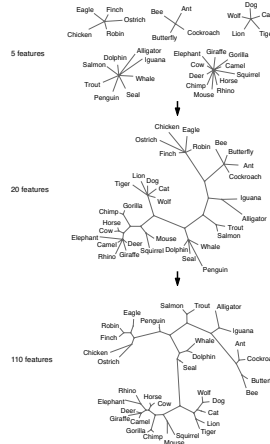 Eagle Finch
Ostrich
Chicken Robin
Bee Ant
Butterfly Cockroach
Wolf Cat
Dog
Lion Tiger
5 features
Dolphin Alligator
Salmon Iguana
Trout Whale
Penguin Seal
Elephant Giraffe Gorilla
Cow Camel
Deer Squirrel
Chimp Horse
Mouse Rhino
Chicken Eagle
Ostrich
Finch Robin Bee
Butterfly
Ant
Cockroach
20 features
Lion Dog
Tiger Cat
Wolf
Iguana
Alligator
Chimp Gorilla
Horse
Cow
Elephant Camel Deer
Rhino Giraffe
Mouse
Squirrel
Dolphin Whale
Seal
Penguin
Trout
Salmon
110 features
Salmon Trout Alligator
Eagle
Penguin
Robin
Finch
Iguana
Ant
Chicken
Ostrich
Whale
Dolphin
Seal
Bee
Rhino Horse
Elephant Cow
Deer
Giraffe Camel
Gorilla Chimp
Mouse
Squirrel
Wolf
Dog
Cat
Lion
Tiger